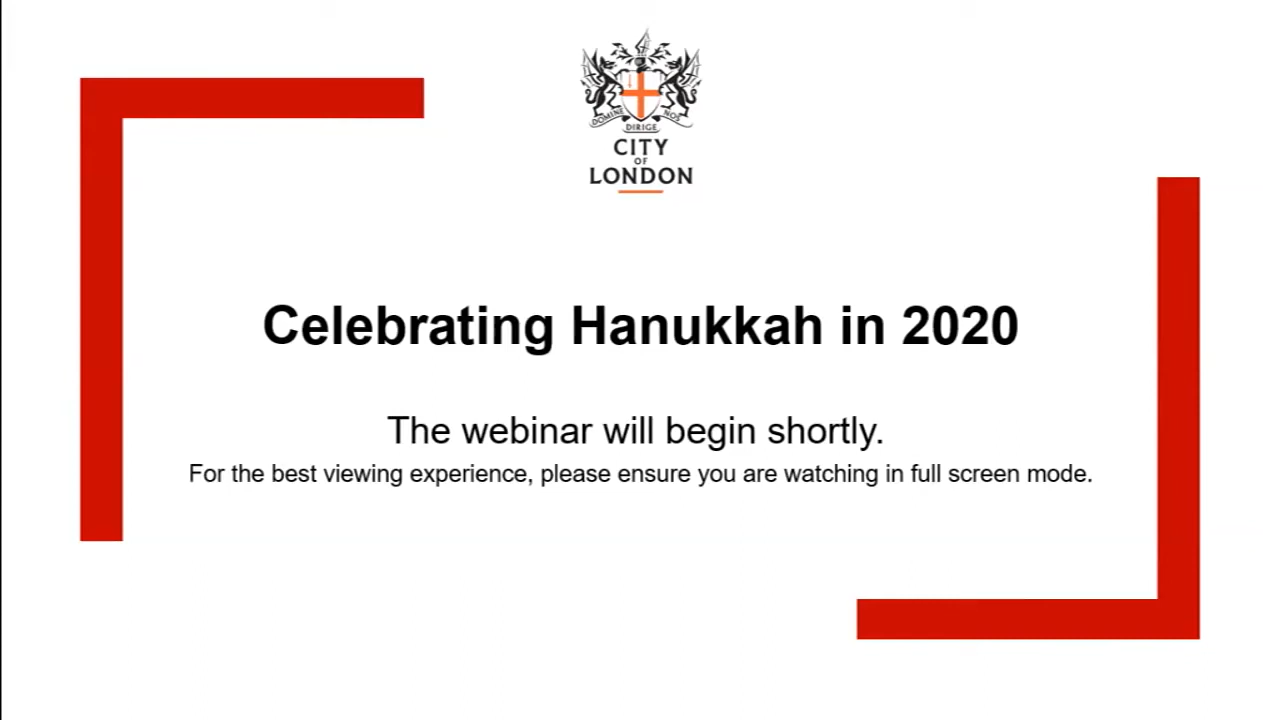 DOMINE DIRIGE NOS
CITY
OF
LONDON
Celebrating Hanukkah in 2020
The webinar will begin shortly.
For the best viewing experience, please ensure you are watching in full screen mode.